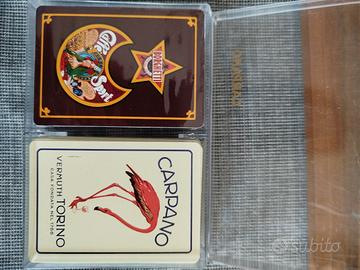 Caffè Sport
BORGHETTI
CARPANO
VERMUTH TORINO
CASA FONDATA NEL 1786
subito